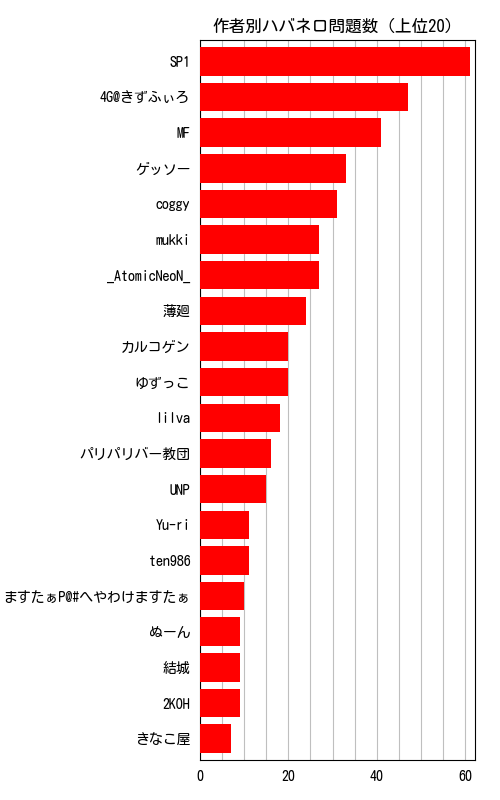 作者別ハバネロ問題数（上位20）
SP1
4G@きずふぃろ
MF
ゲッソー
coggy
mukki
_AtomicNeoN_
薄廻
カルコゲン
ゆずっこ
lilva
パリパリバー教団
UNP
Yu-ri
ten986
ますたぁP@#へやわけますたぁ
ぬーん
結城
2KOH
きなこ屋
0 20 40 60